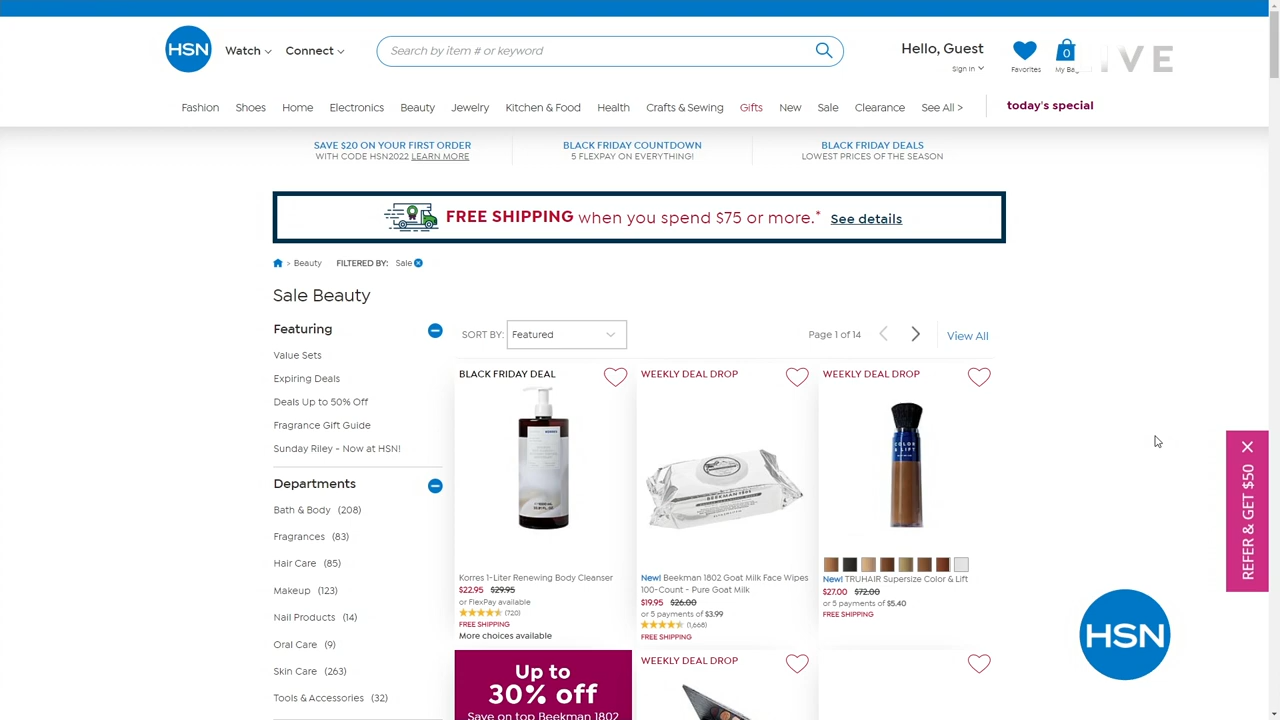 HSN
Watch
Connect
Search by item # or keyword
Hello, Guest
Sign In
Favorites
0
My Ba
IVE
Fashion
Shoes
Home
Electronics
Beauty
Jewelry
Kitchen & Food
Health
Crafts & Sewing
Gifts
New
Sale
Clearance
See All >
today's special
SAVE $20 ON YOUR FIRST ORDER
WITH CODE HSN2022 LEARN MORE
BLACK FRIDAY COUNTDOWN
5 FLEXPAY ON EVERYTHING!
BLACK FRIDAY DEALS
LOWEST PRICES OF THE SEASON
FREE SHIPPING when you spend $75 or more.* See details
> Beauty FILTERED BY: Sale
Sale Beauty
Featuring
Value Sets
Expiring Deals
Deals Up to 50% Off
Fragrance Gift Guide
Sunday Riley - Now at HSN!
Departments
Bath & Body (208)
Fragrances (83)
Hair Care (85)
Makeup (123)
Nail Products (14)
Oral Care (9)
Skin Care (263)
Tools & Accessories (32)
SORT BY: Featured
Page 1 of 14
View All
BLACK FRIDAY DEAL
Korres 1-Liter Renewing Body Cleanser
$22.95 $29.95
or FlexPay available
(720)
FREE SHIPPING
More choices available
WEEKLY DEAL DROP
BEEKMAN 1802
New! Beekman 1802 Goat Milk Face Wipes
100-Count - Pure Goat Milk
$19.95 $26.00
or 5 payments of $3.99
(1,668)
FREE SHIPPING
WEEKLY DEAL DROP
COLOR
& LIFT
New! TRUHAIR Supersize Color & Lift
$27.00 $72.00
or 5 payments of $5.40
FREE SHIPPING
Up to
30% off
Save on top Beekman 1802
WEEKLY DEAL DROP
REFER & GET $50
HSN